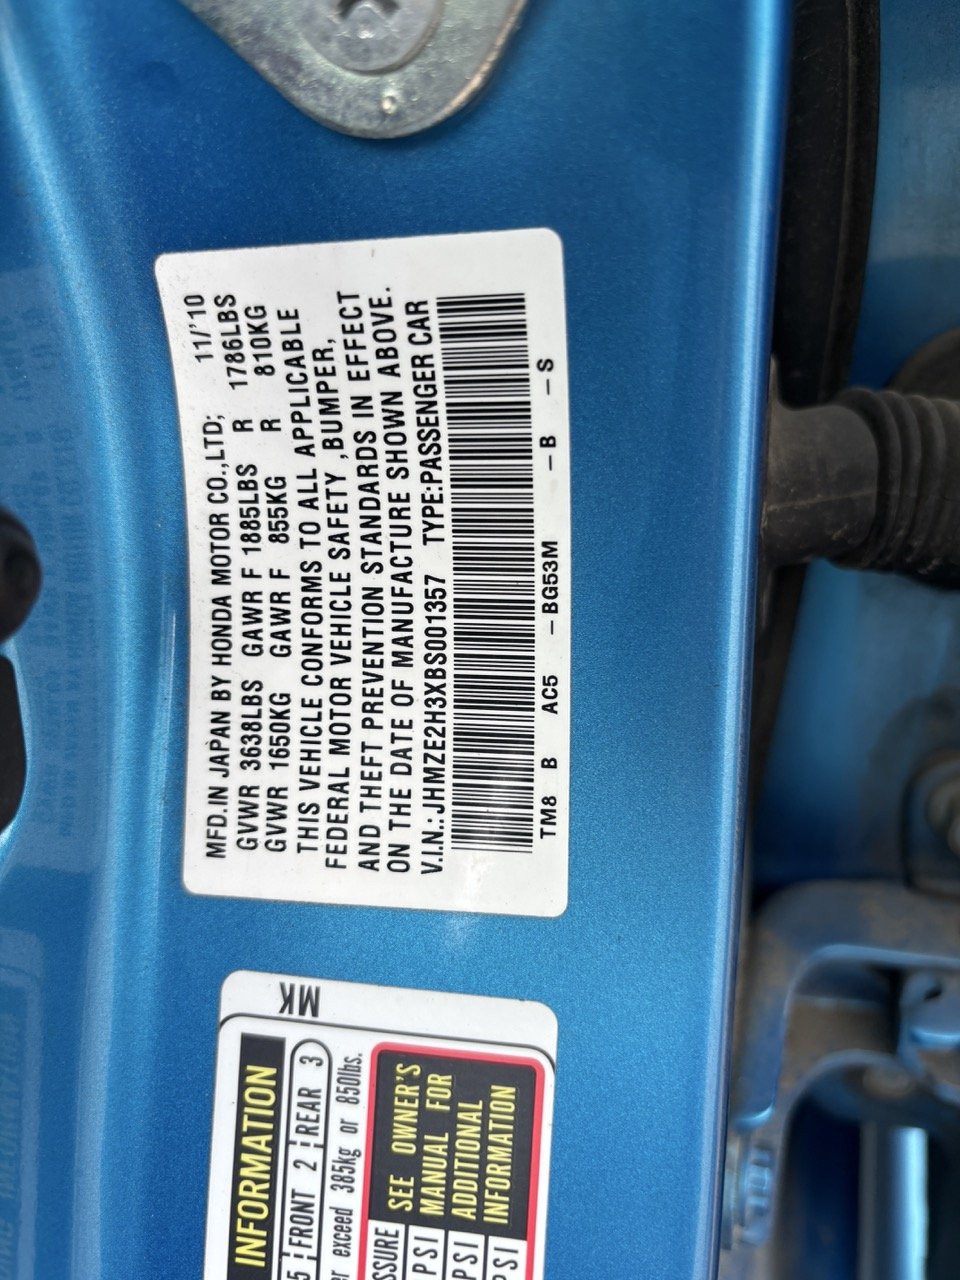 MFD.IN JAPAN BY HONDA MOTOR CO.,LTD; 11/'10
GVWR 3638LBS GAWR F 1885LBS R 1786LBS
GVWR 1650KG GAWR F 855KG R 810KG
THIS VEHICLE CONFORMS TO ALL APPLICABLE
FEDERAL MOTOR VEHICLE SAFETY ,BUMPER,
AND THEFT PREVENTION STANDARDS IN EFFECT
ON THE DATE OF MANUFACTURE SHOWN ABOVE.
V.I.N.: JHMZE2H3XBS001357 TYPE:PASSENGER CAR
TM8 B AC5 - BG53M - B - S
MK
INFORMATION
5 FRONT 2 REAR 3
exceed 385kg or 850lbs.
SEE OWNER'S
MANUAL FOR
ADDITIONAL
INFORMATION
PSI
PSI
PSI